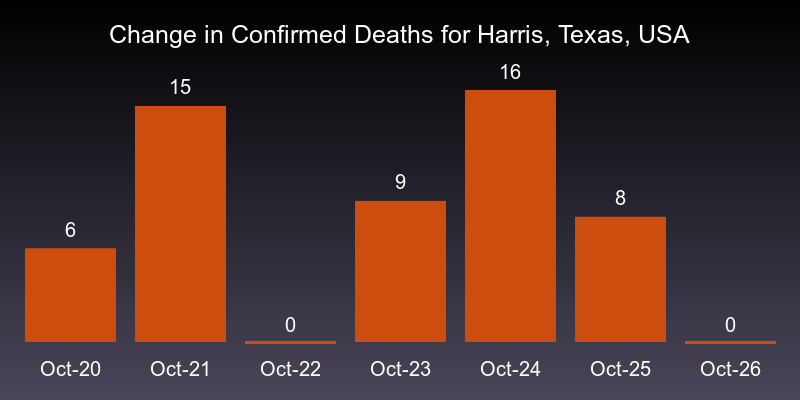 Change in Confirmed Deaths for Harris, Texas, USA
6
15
0
9
16
8
0
Oct-20
Oct-21
Oct-22
Oct-23
Oct-24
Oct-25
Oct-26